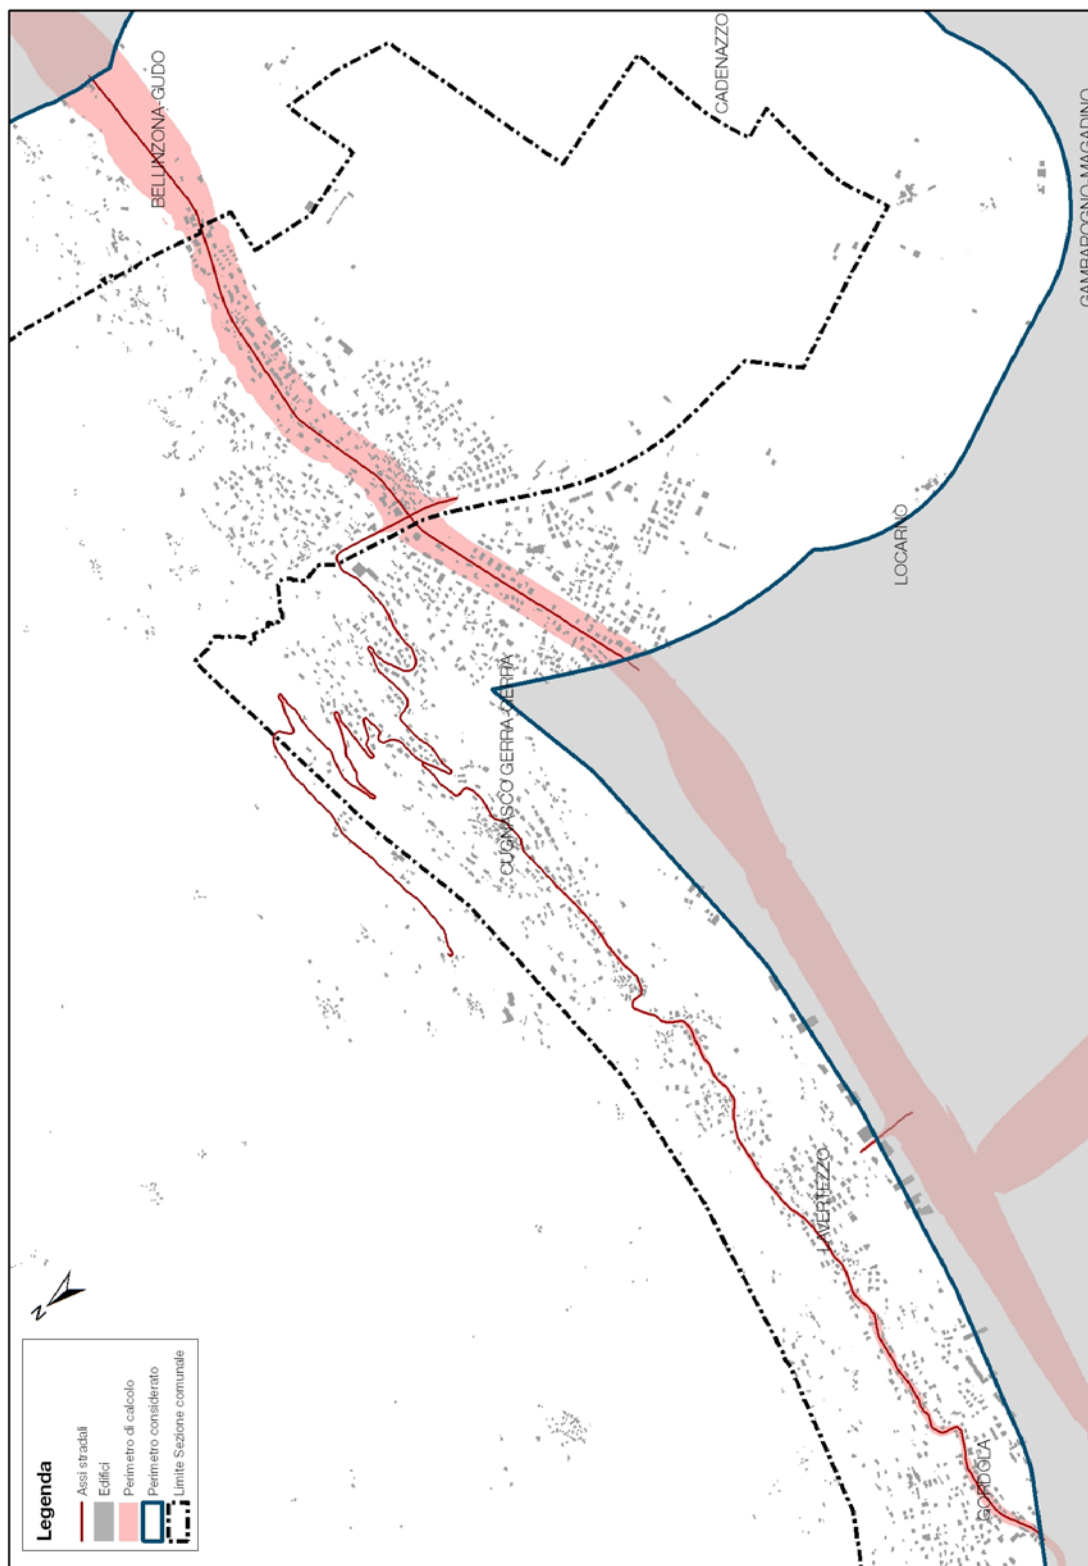 BELLINZONA-GUDO
CADENAZZO
GAMBAROGNO-MAGADINO
LOCARNO
CUGNASCO GERRA-GERRA
LAVERTEZZO
GORDOLA
N
Legenda
Assi stradali
Edifici
Perimetro di calcolo
Perimetro considerato
Limite Sezione comunale